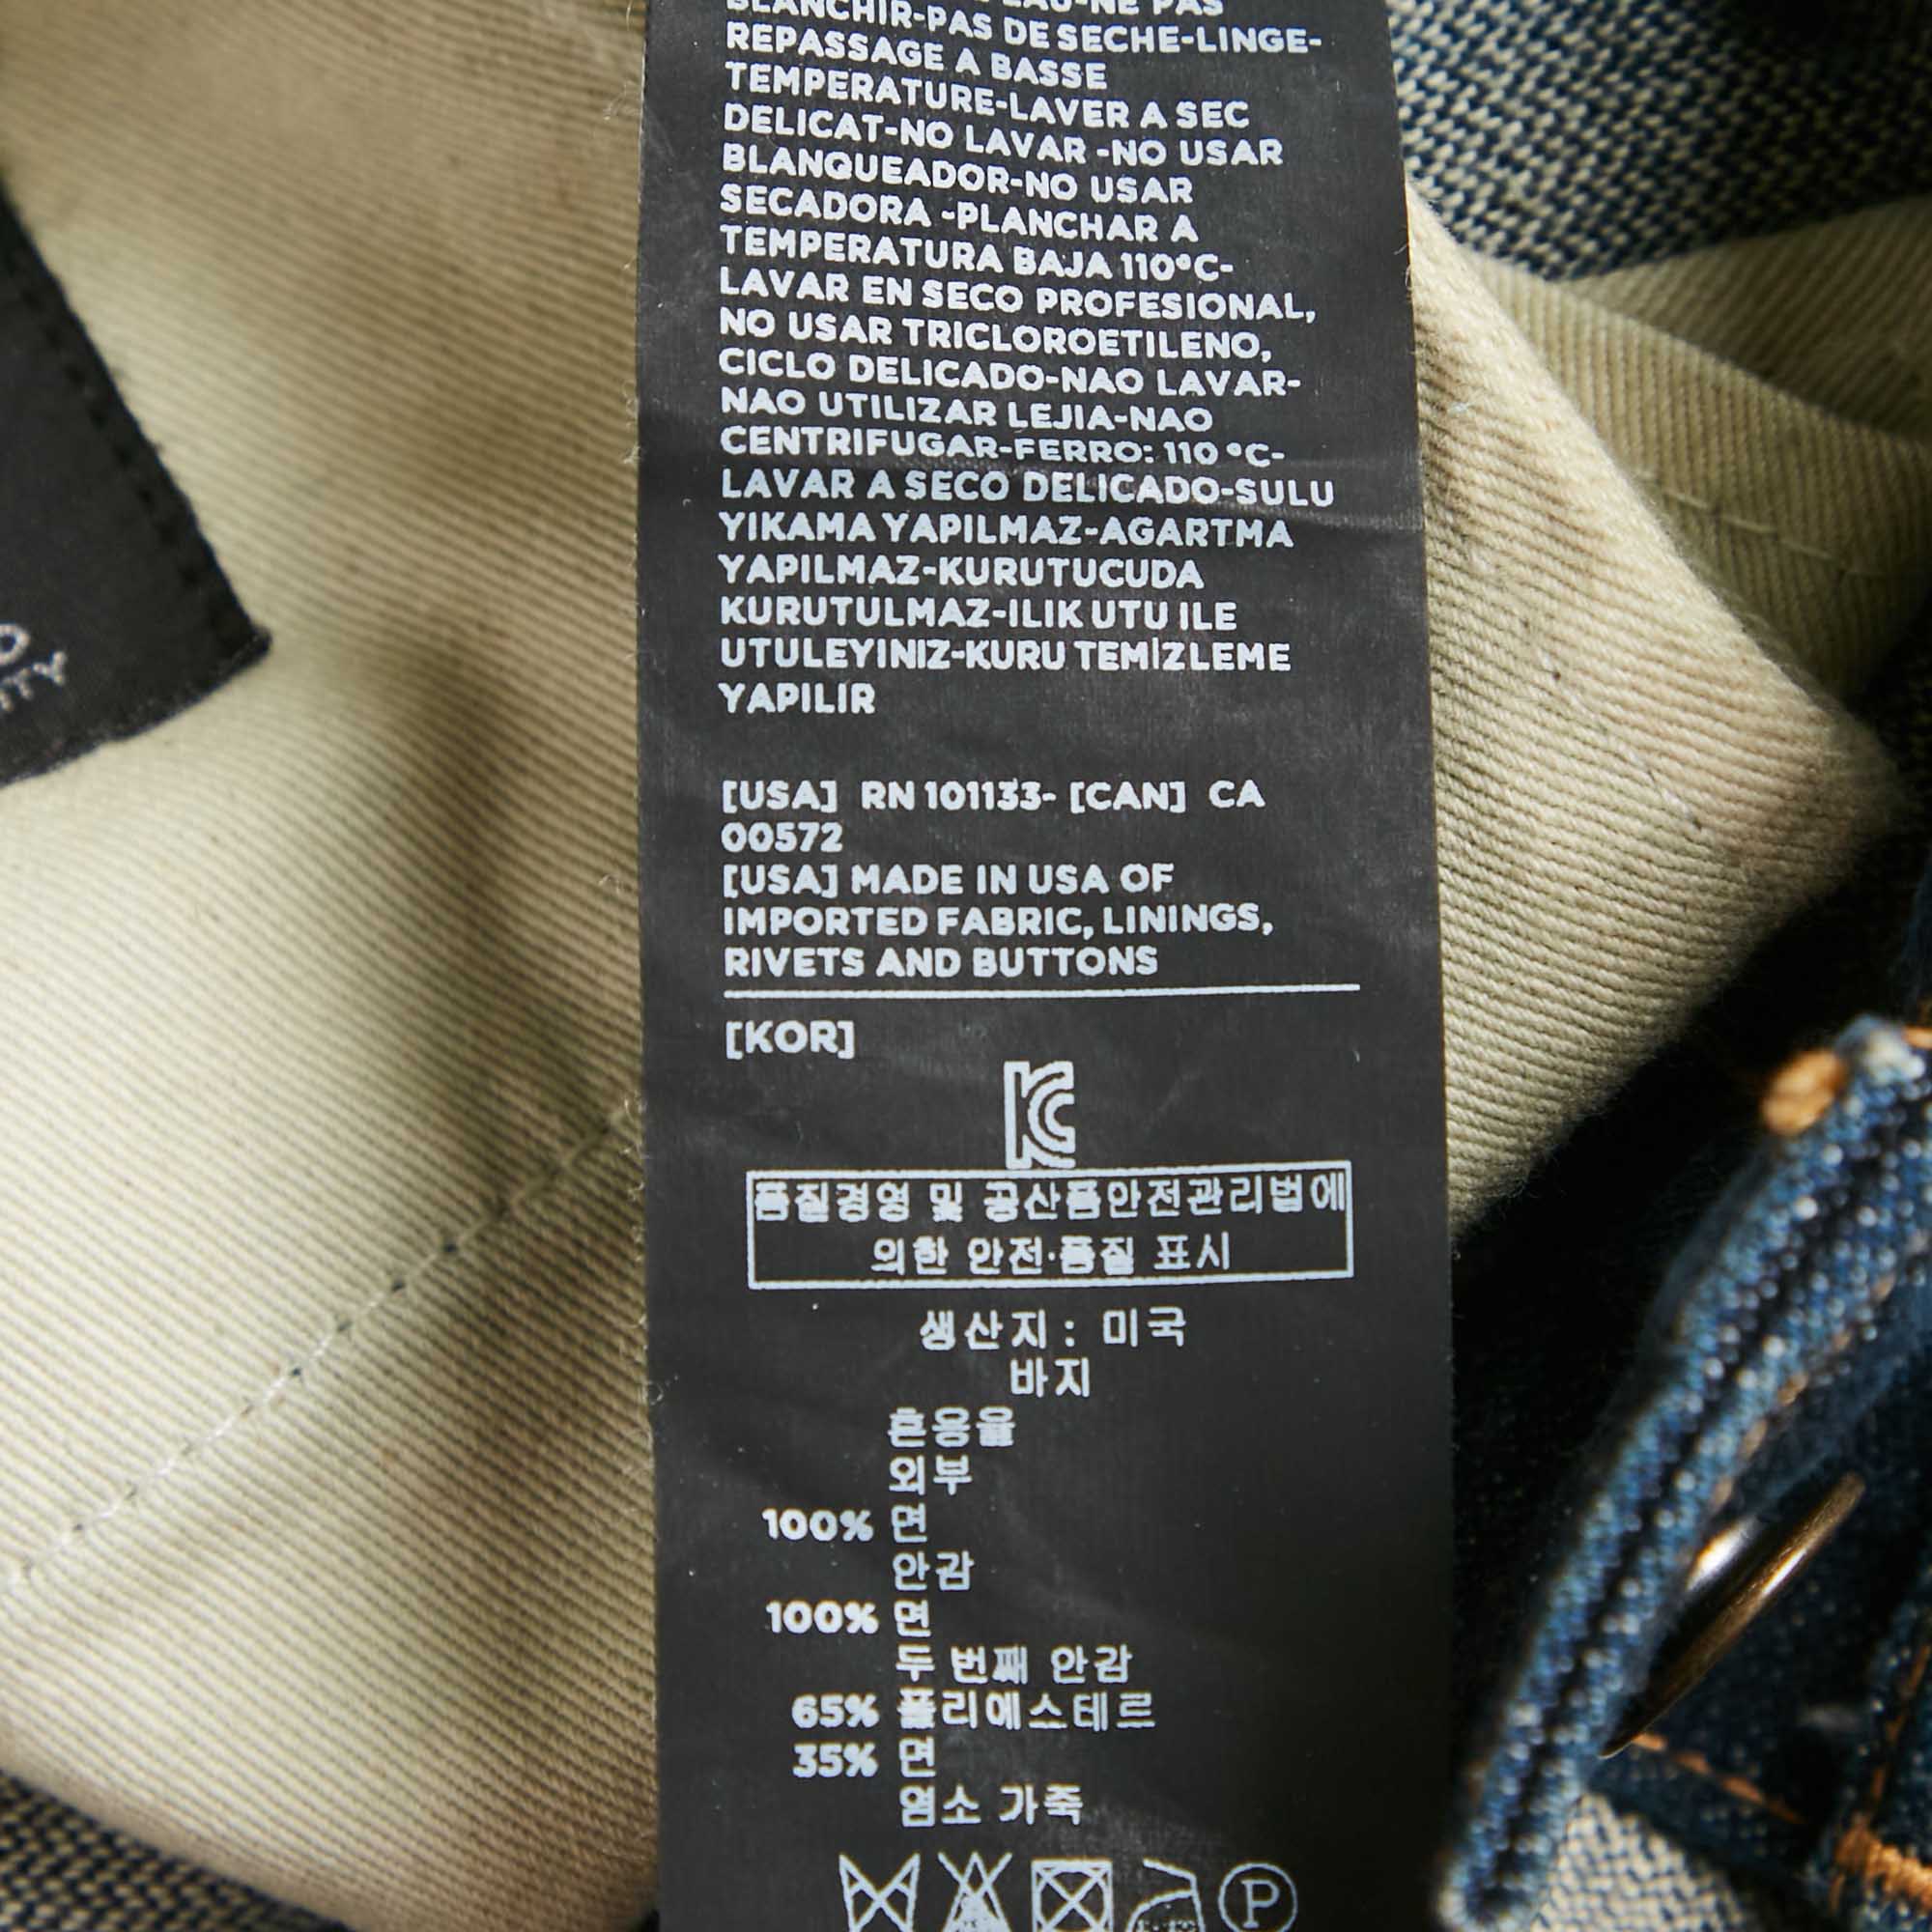 EAU-NE PAS
BLANCHIR-PAS DE SECHE-LINGE-
REPASSAGE A BASSE
TEMPERATURE-LAVER A SEC
DELICAT-NO LAVAR -NO USAR
BLANQUEADOR-NO USAR
SECADORA -PLANCHAR A
TEMPERATURA BAJA 110°C-
LAVAR EN SECO PROFESIONAL,
NO USAR TRICLOROETILENO,
CICLO DELICADO-NAO LAVAR-
NAO UTILIZAR LEJIA-NAO
CENTRIFUGAR-FERRO: 110 °C-
LAVAR A SECO DELICADO-SULU
YIKAMA YAPILMAZ-AGARTMA
YAPILMAZ-KURUTUCUDA
KURUTULMAZ-ILIK UTU ILE
UTULEYINIZ-KURU TEMİZLEME
YAPILIR
[USA] RN 101133- [CAN] CA
00572
[USA] MADE IN USA OF
IMPORTED FABRIC, LININGS,
RIVETS AND BUTTONS
[KOR]
KC
품질경영 및 공산품안전관리법에
의한 안전·품질 표시
생산지 : 미국
바지
혼용율
외부
100% 면
안감
100% 면
두 번째 안감
65% 폴리에스테르
35% 면
염소 가죽
P